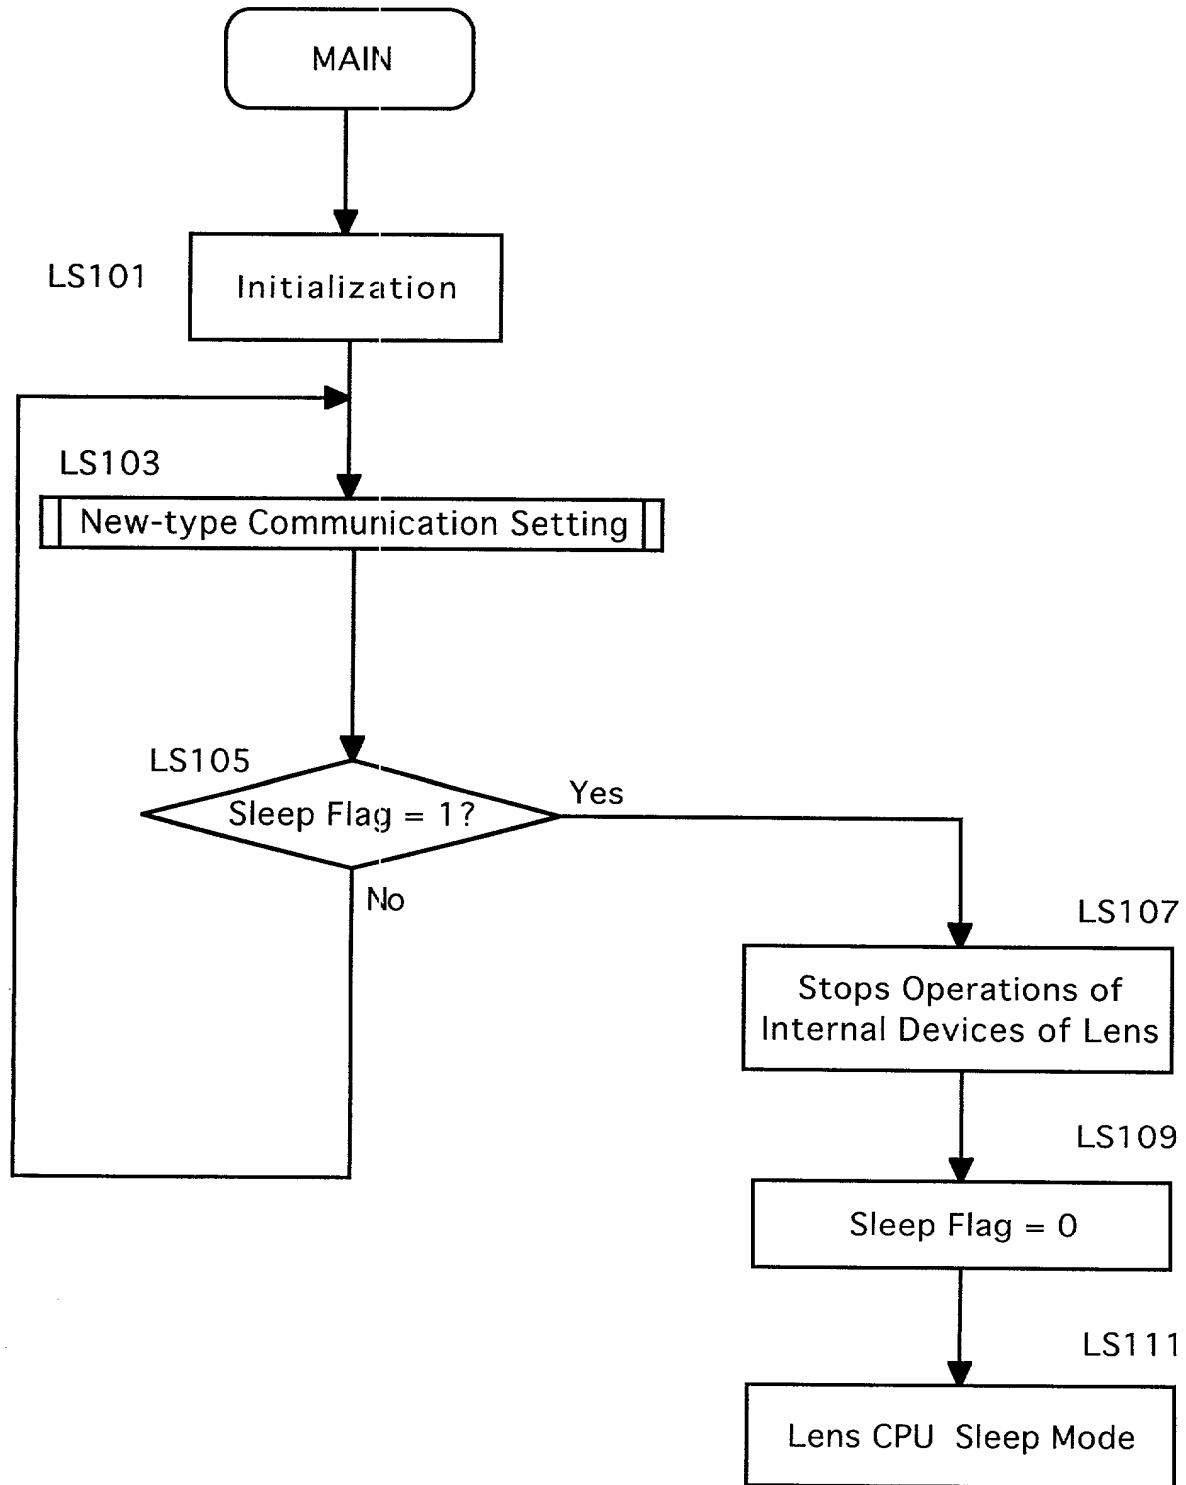 MAIN
LS101
Initialization
LS103
New-type Communication Setting
LS105
Sleep Flag = 1?
Yes
No
LS107
Stops Operations of
Internal Devices of Lens
LS109
Sleep Flag = 0
LS111
Lens CPU Sleep Mode